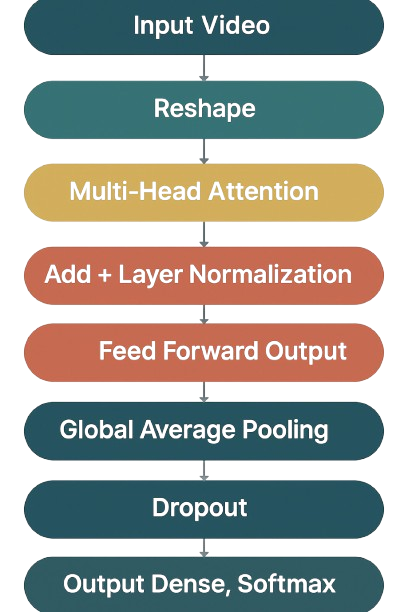 Input Video
Reshape
Multi-Head Attention
Add + Layer Normalization
Feed Forward Output
Global Average Pooling
Dropout
Output Dense, Softmax